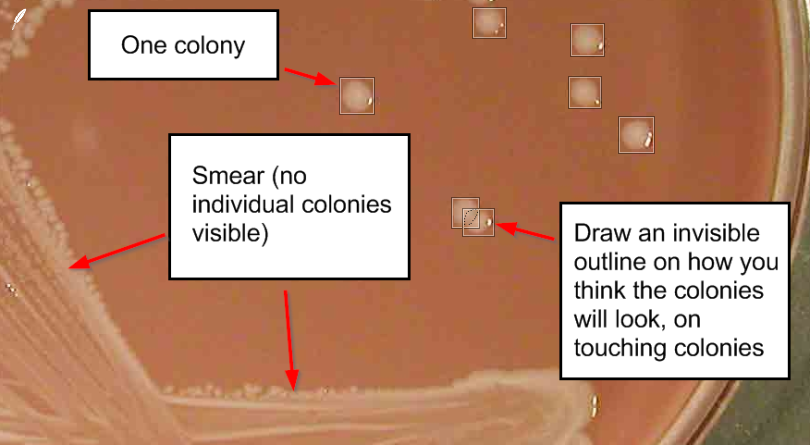 One colony
Smear (no
individual colonies
visible)
Draw an invisible
outline on how you
think the colonies
will look, on
touching colonies